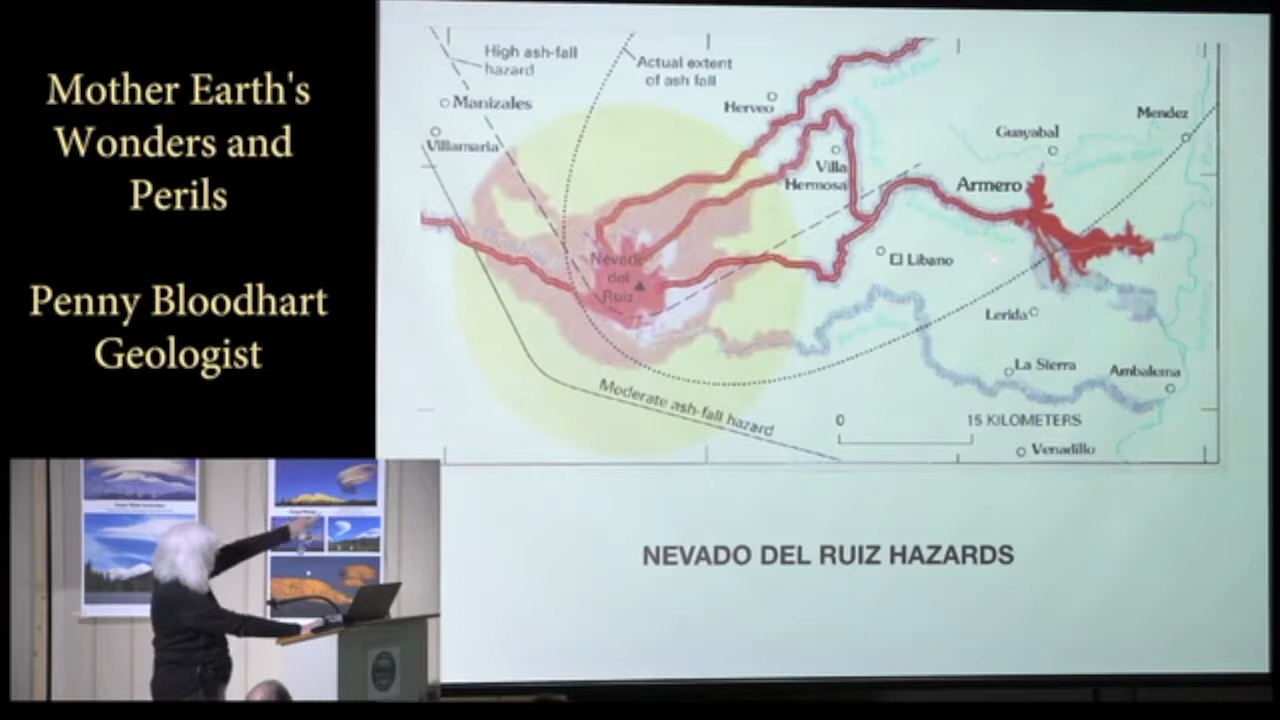 Mother Earth's
Wonders and
Perils
Penny Bloodhart
Geologist
High ash-fall
hazard
Actual extent
of ash fall
Manizales
Herveo
Mendez
Villamaria
Guayabal
Villa
Hermosa
Armero
Nevado
del
Ruiz
El Libano
Lerida
La Sierra
Ambalema
Moderate ash-fall hazard
0
15 KILOMETERS
Venadillo
NEVADO DEL RUIZ HAZARDS